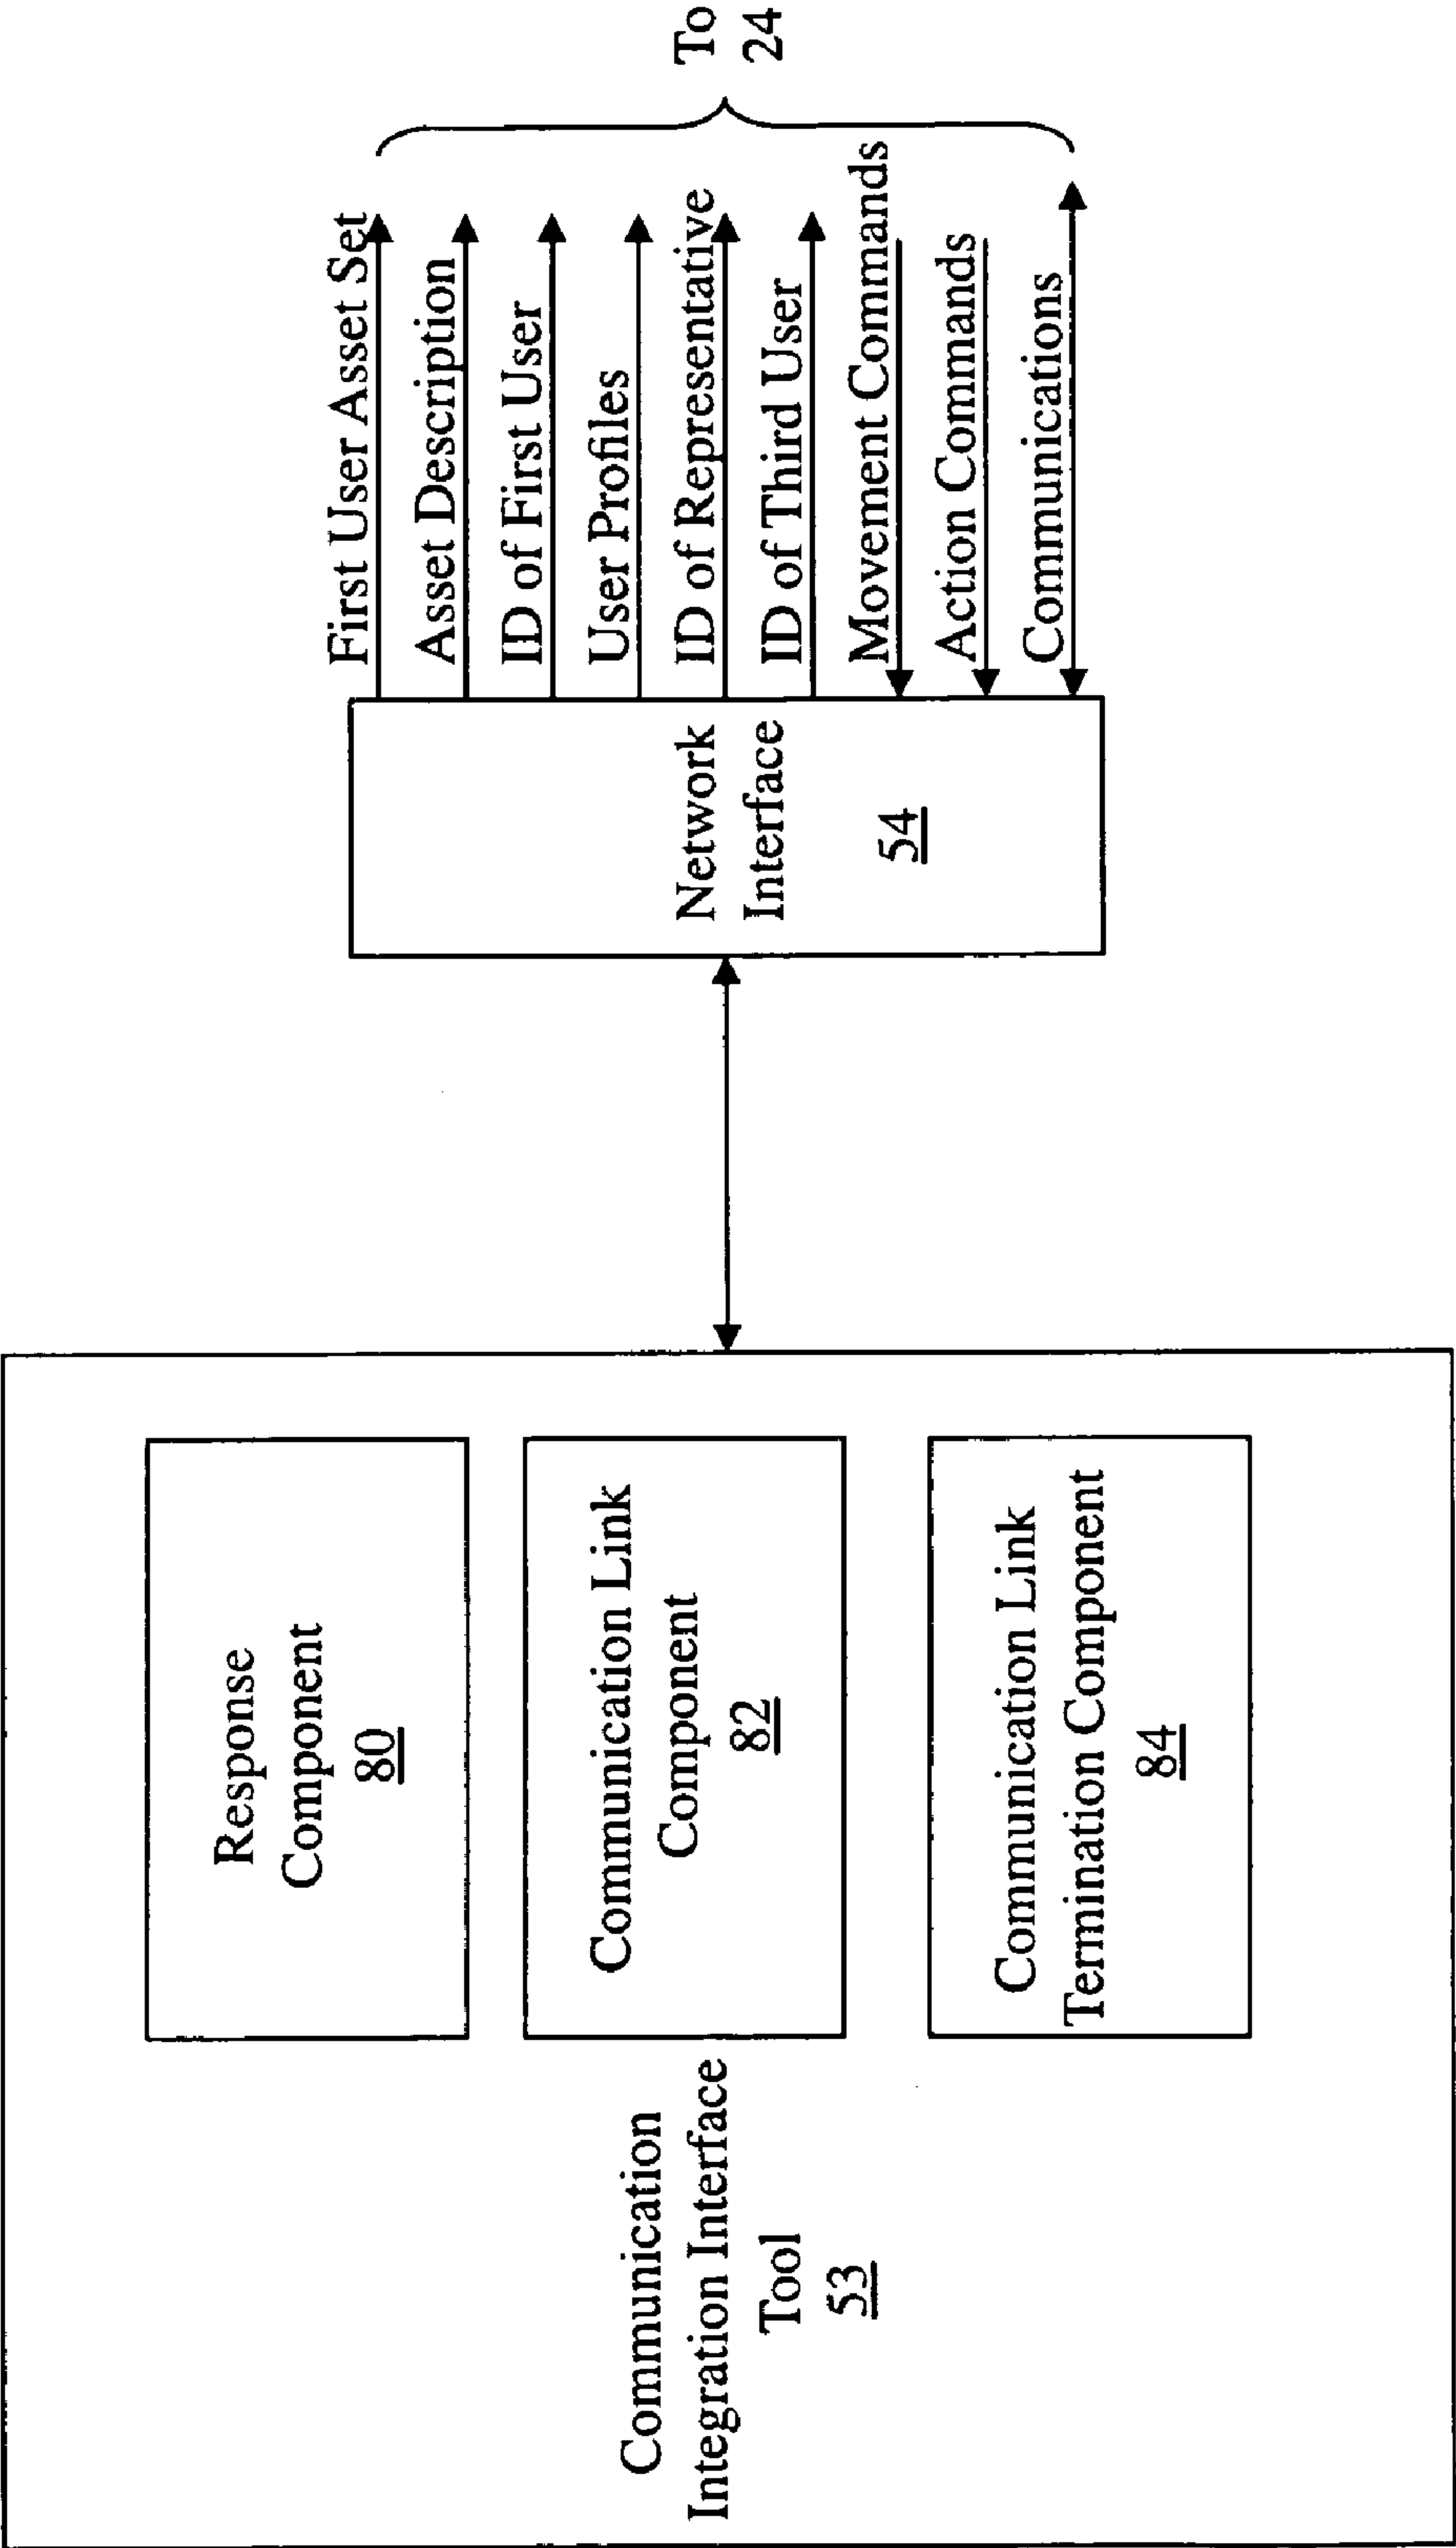 Communication
Integration Interface
Tool
53
Response
Component
80
Communication Link
Component
82
Communication Link
Termination Component
84
Network
Interface
54
First User Asset Set
Asset Description
ID of First User
User Profiles
ID of Representative
ID of Third User
Movement Commands
Action Commands
Communications
To
24